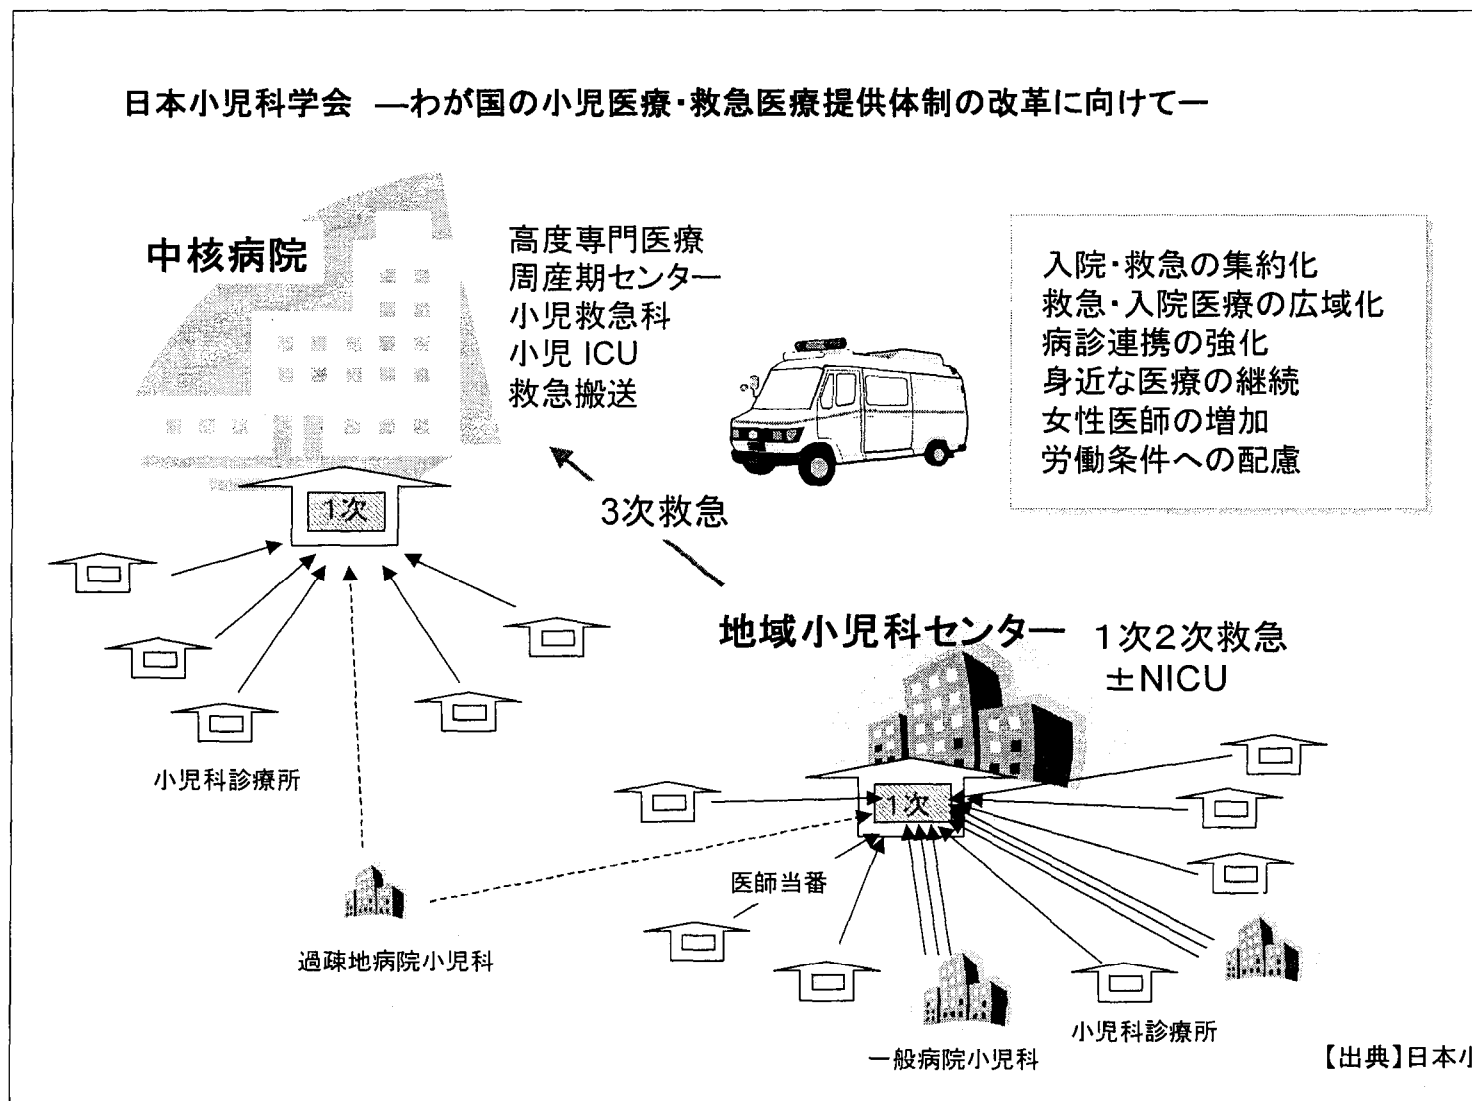 日本小児科学会 ―わが国の小児医療・救急医療提供体制の改革に向けて―
中核病院
高度専門医療
周産期センター
小児救急科
小児 ICU
救急搬送
入院・救急の集約化
救急・入院医療の広域化
病診連携の強化
身近な医療の継続
女性医師の増加
労働条件への配慮
1次
3次救急
地域小児科センター
1次2次救急
±NICU
小児科診療所
1次
医師当番
過疎地病院小児科
小児科診療所
一般病院小児科
【出典】日本小